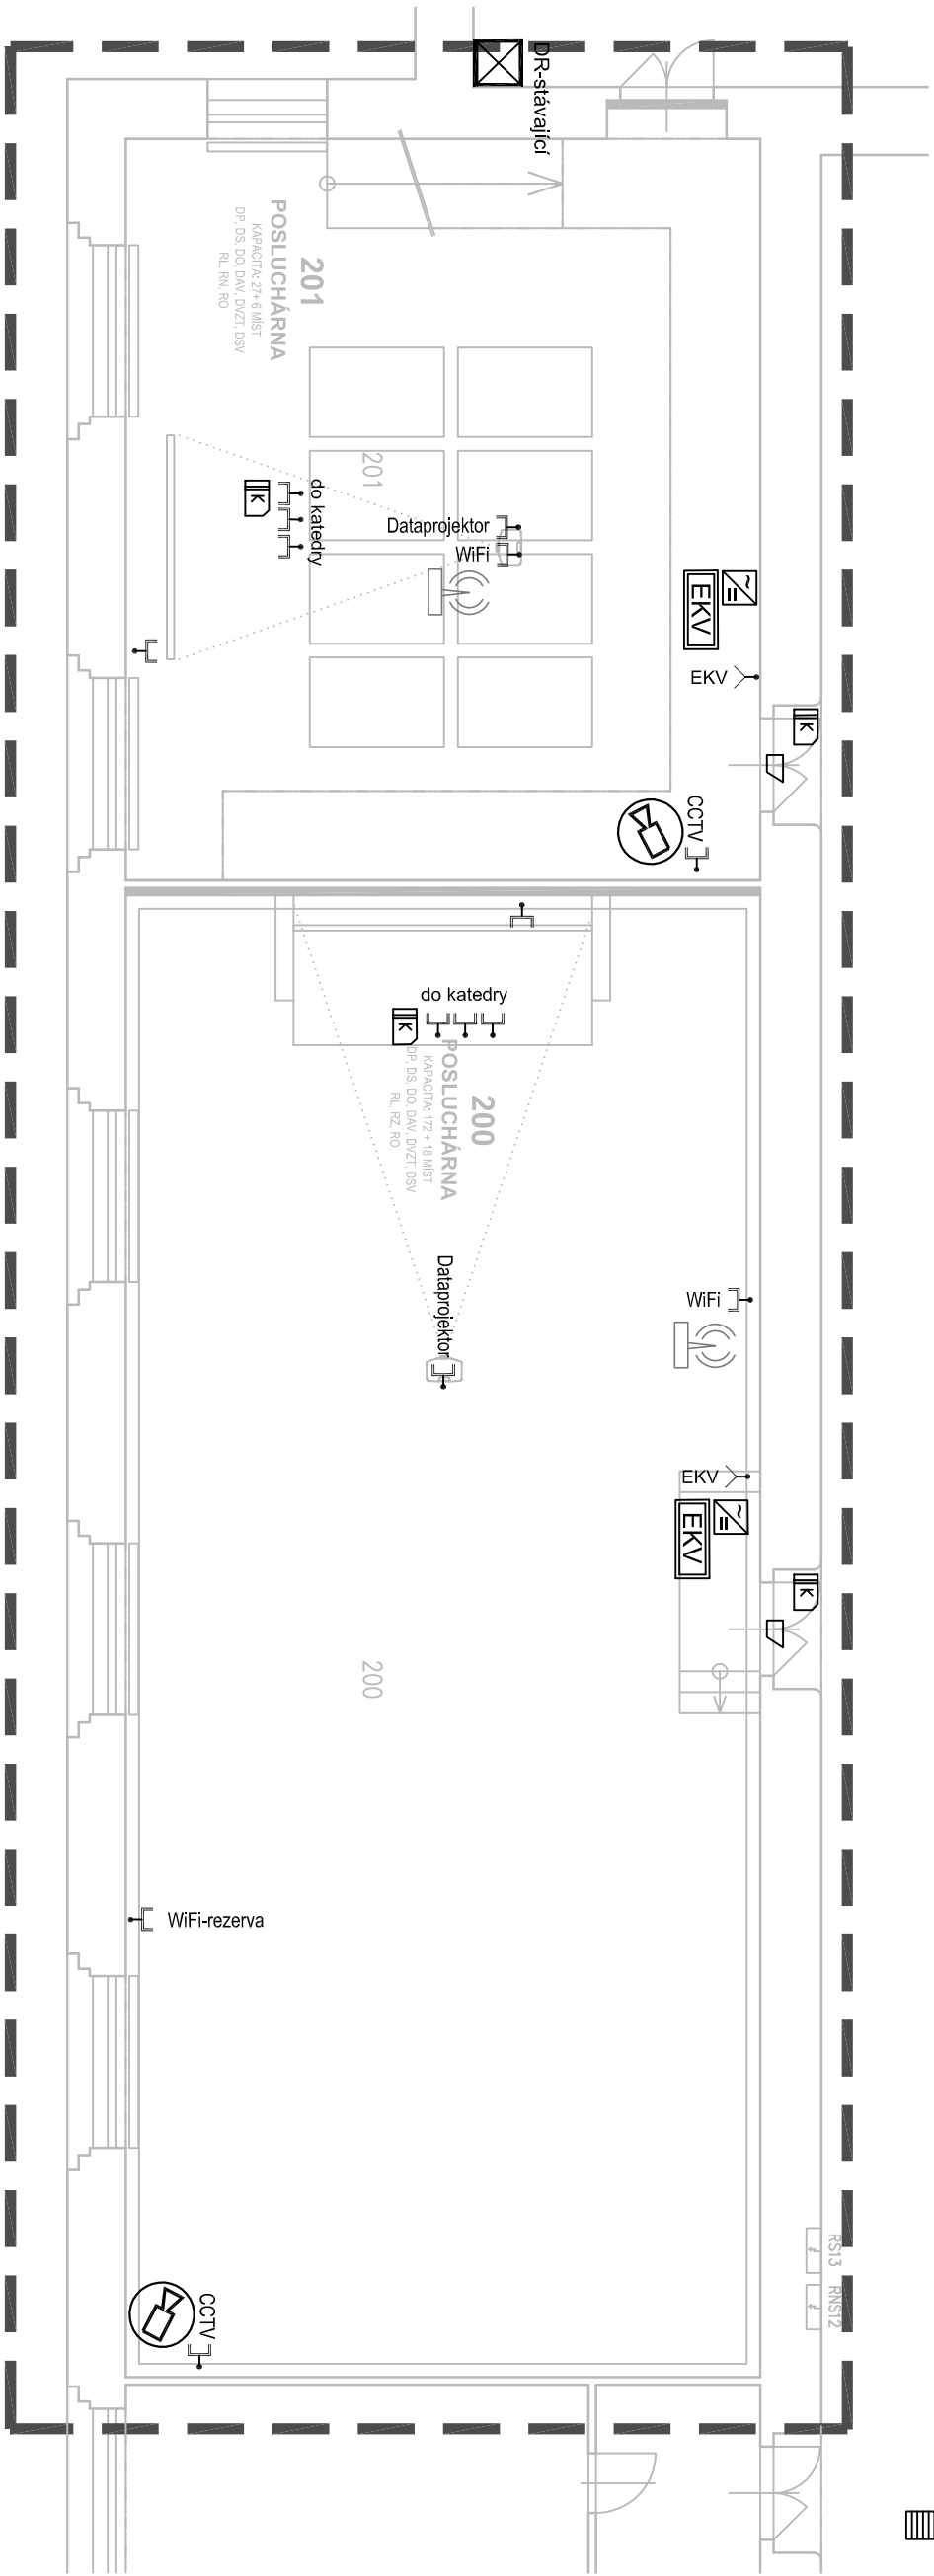 DR-stávající
201
POSLUCHÁRNA
KAPACITA: 27+ 6 MÍST
DP, DS, DO, DAV, DVZT, DSV
RL, RN, RO
201
do katedry
K
Dataprojektor
WiFi
EKV
EKV
K
CCTV
do katedry
K
200
POSLUCHÁRNA
KAPACITA: 172 + 18 MÍST
DP, DS, DO, DAV, DVZT, DSV
RL, RZ, RO
Dataprojektor
WiFi
EKV
EKV
K
200
WiFi-rezerva
RS13
RNS12
CCTV